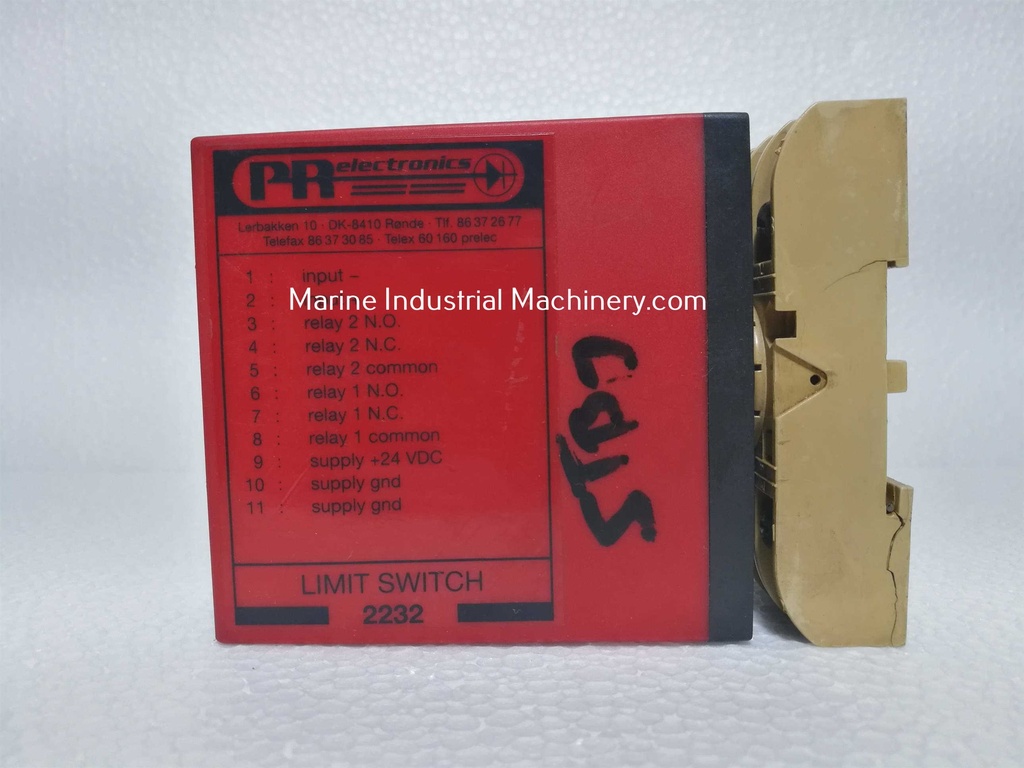 PR electronics
Lerbakken 10 · DK-8410 Rønde · Tlf. 86 37 26 77
Telefax 86 37 30 85 · Telex 60 160 prelec
1 : input –
2 :
Marine Industrial Machinery.com
3 : relay 2 N.O.
4 : relay 2 N.C.
5 : relay 2 common
6 : relay 1 N.O.
7 : relay 1 N.C.
8 : relay 1 common
9 : supply +24 VDC
10 : supply gnd
11 : supply gnd
LIMIT SWITCH
2232